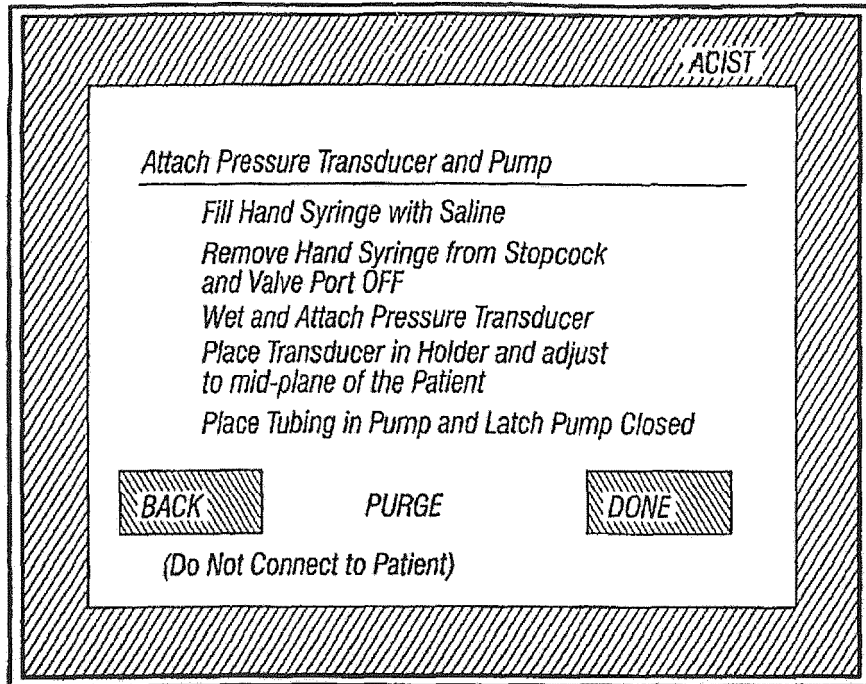 ACIST
Attach Pressure Transducer and Pump
Fill Hand Syringe with Saline
Remove Hand Syringe from Stopcock
and Valve Port OFF
Wet and Attach Pressure Transducer
Place Transducer in Holder and adjust
to mid-plane of the Patient
Place Tubing in Pump and Latch Pump Closed
BACK PURGE DONE
(Do Not Connect to Patient)